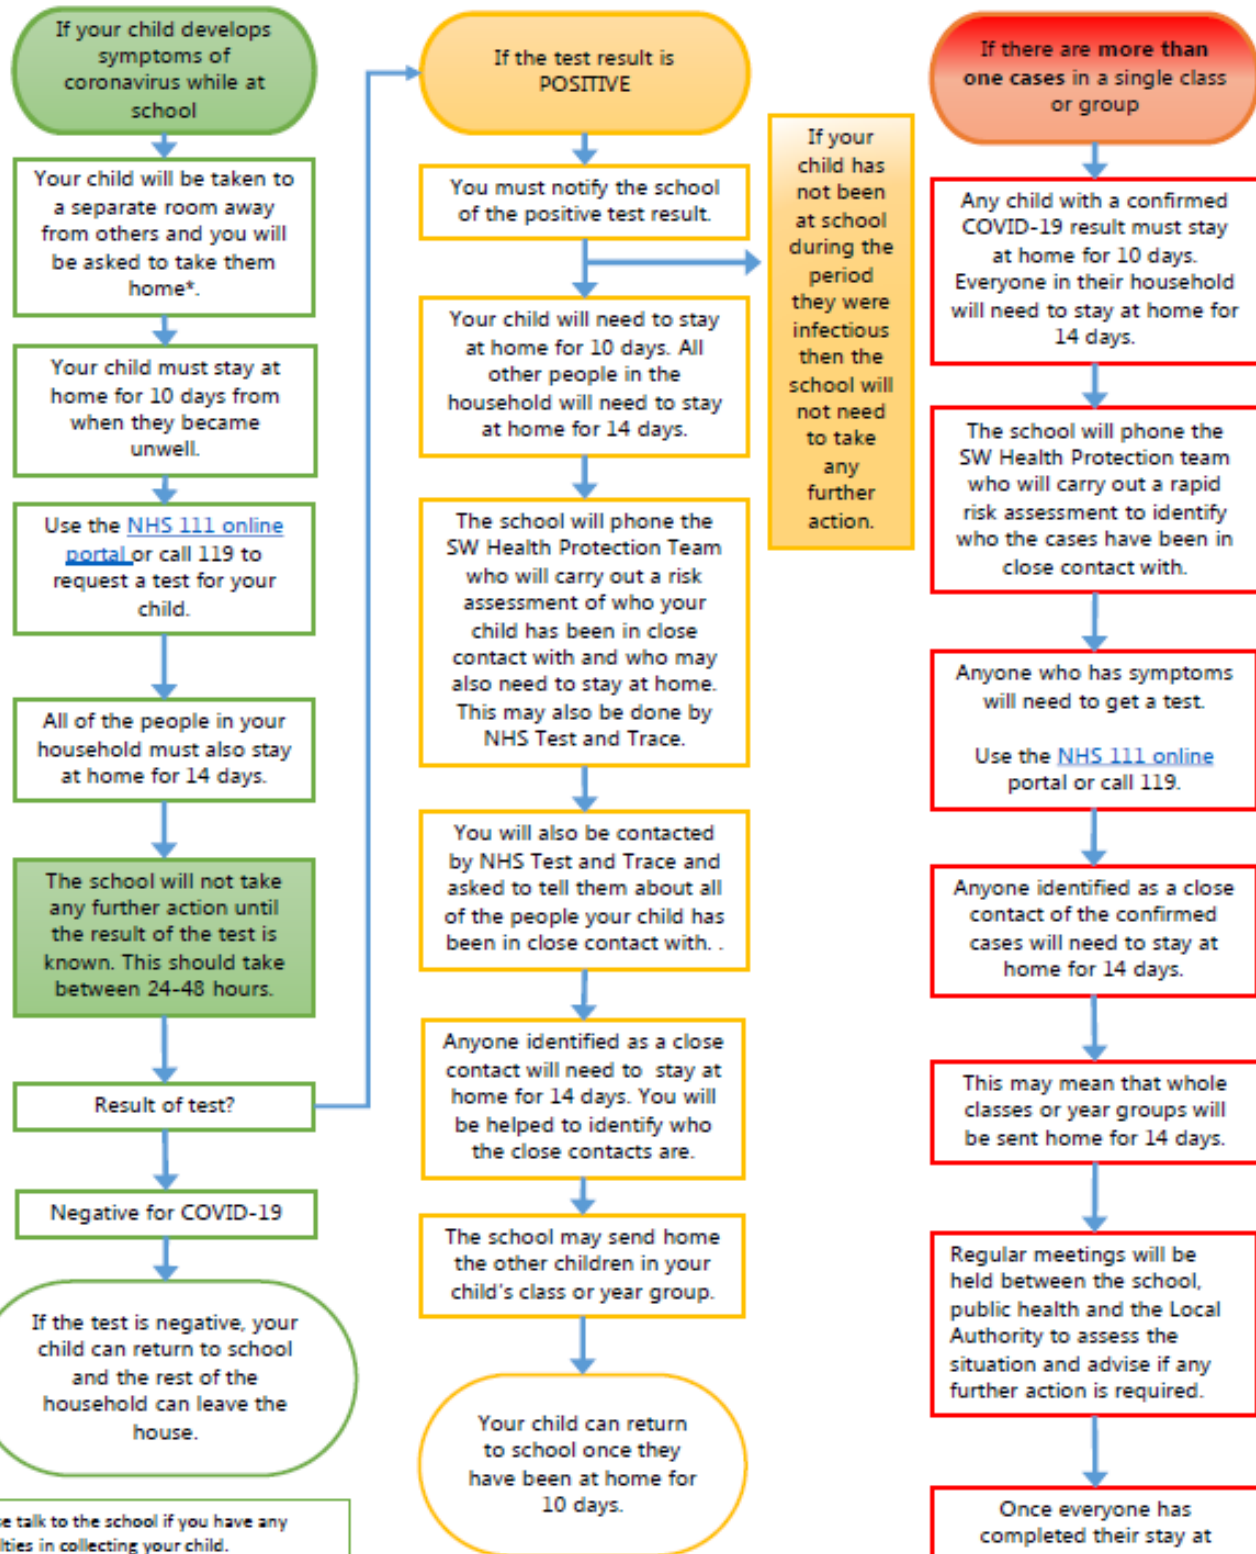 If your child develops
symptoms of
coronavirus while at
school
Your child will be taken to
a separate room away
from others and you will
be asked to take them
home*.
Your child must stay at
home for 10 days from
when they became
unwell.
Use the NHS 111 online
portal or call 119 to
request a test for your
child.
All of the people in your
household must also stay
at home for 14 days.
The school will not take
any further action until
the result of the test is
known. This should take
between 24-48 hours.
Result of test?
Negative for COVID-19
If the test is negative, your
child can return to school
and the rest of the
household can leave the
house.
talk to the school if you have any
in collecting your child.
If the test result is
POSITIVE
You must notify the school
of the positive test result.
If your
child has
not been
at school
during the
period
they were
infectious
then the
school will
not need
to take
any
further
action.
Your child will need to stay
at home for 10 days. All
other people in the
household will need to stay
at home for 14 days.
The school will phone the
SW Health Protection Team
who will carry out a risk
assessment of who your
child has been in close
contact with and who may
also need to stay at home.
This may also be done by
NHS Test and Trace.
You will also be contacted
by NHS Test and Trace and
asked to tell them about all
of the people your child has
been in close contact with. .
Anyone identified as a close
contact will need to stay at
home for 14 days. You will
be helped to identify who
the close contacts are.
The school may send home
the other children in your
child's class or year group.
Your child can return
to school once they
have been at home for
10 days.
If there are more than
one cases in a single class
or group
Any child with a confirmed
COVID-19 result must stay
at home for 10 days.
Everyone in their household
will need to stay at home for
14 days.
The school will phone the
SW Health Protection team
who will carry out a rapid
risk assessment to identify
who the cases have been in
close contact with.
Anyone who has symptoms
will need to get a test.
Use the NHS 111 online
portal or call 119.
Anyone identified as a close
contact of the confirmed
cases will need to stay at
home for 14 days.
This may mean that whole
classes or year groups will
be sent home for 14 days.
Regular meetings will be
held between the school,
public health and the Local
Authority to assess the
situation and advise if any
further action is required.
Once everyone has
completed their stay at